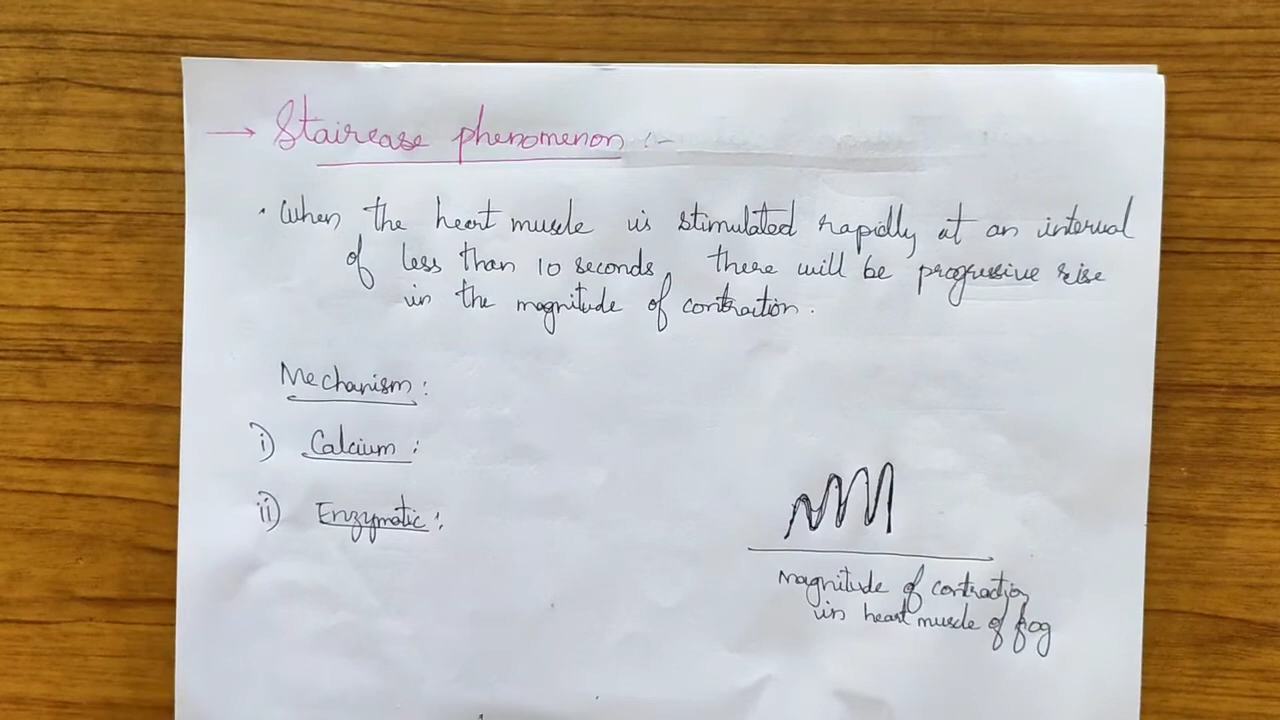 → Staircase phenomenon :-
• When the heart muscle is stimulated rapidly at an interval
of less than 10 seconds, there will be progressive rise
in the magnitude of contraction.
Mechanism:
i) Calcium:
ii) Enzymatic:
Magnitude of contraction
in heart muscle of fog